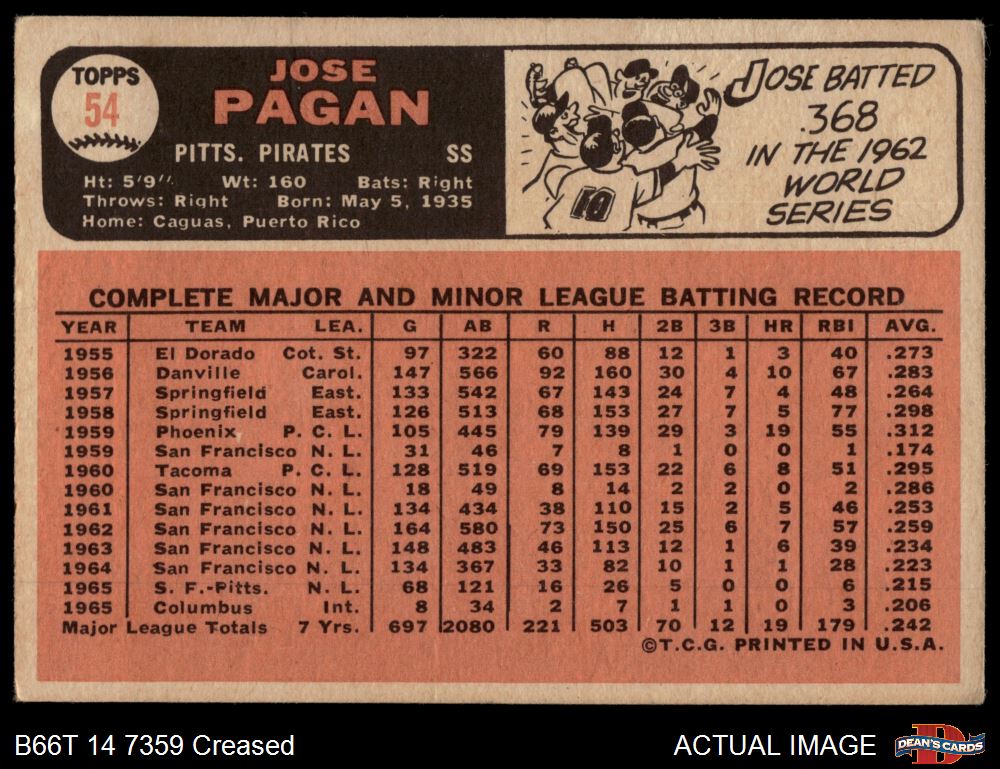 TOPPS
54
JOSE
PAGAN
PITTS. PIRATES SS
Ht: 5'9" Wt: 160 Bats: Right
Throws: Right Born: May 5, 1935
Home: Caguas, Puerto Rico
10
JOSE BATTED
.368
IN THE 1962
WORLD
SERIES
COMPLETE MAJOR AND MINOR LEAGUE BATTING RECORD
YEAR TEAM LEA. G AB R H 2B 3B HR RBI AVG.
1955 El Dorado Cot. St. 97 322 60 88 12 1 3 40 .273
1956 Danville Carol. 147 566 92 160 30 4 10 67 .283
1957 Springfield East. 133 542 67 143 24 7 4 48 .264
1958 Springfield East. 126 513 68 153 27 7 5 77 .298
1959 Phoenix P. C. L. 105 445 79 139 29 3 19 55 .312
1959 San Francisco N. L. 31 46 7 8 1 0 0 1 .174
1960 Tacoma P. C. L. 128 519 69 153 22 6 8 51 .295
1960 San Francisco N. L. 18 49 8 14 2 2 0 2 .286
1961 San Francisco N. L. 134 434 38 110 15 2 5 46 .253
1962 San Francisco N. L. 164 580 73 150 25 6 7 57 .259
1963 San Francisco N. L. 148 483 46 113 12 1 6 39 .234
1964 San Francisco N. L. 134 367 33 82 10 1 1 28 .223
1965 S. F.-Pitts. N. L. 68 121 16 26 5 0 0 6 .215
1965 Columbus Int. 8 34 2 7 1 1 0 3 .206
Major League Totals 7 Yrs. 697 2080 221 503 70 12 19 179 .242
©T.C.G. PRINTED IN U.S.A.
B66T 14 7359 Creased
ACTUAL IMAGE
D DEAN'S CARDS